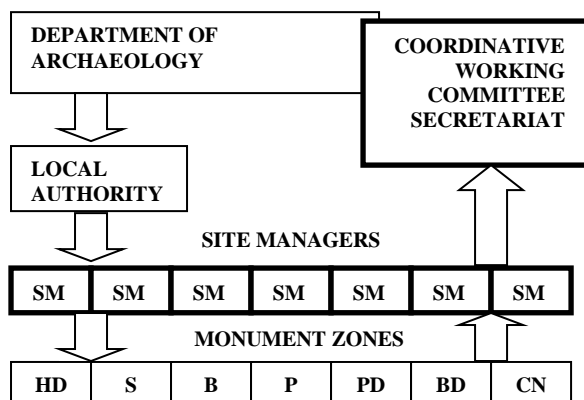 DEPARTMENT OF
ARCHAEOLOGY
COORDINATIVE
WORKING
COMMITTEE
SECRETARIAT
LOCAL
AUTHORITY
SITE MANAGERS
SM SM SM SM SM SM SM
MONUMENT ZONES
HD S B P PD BD CN